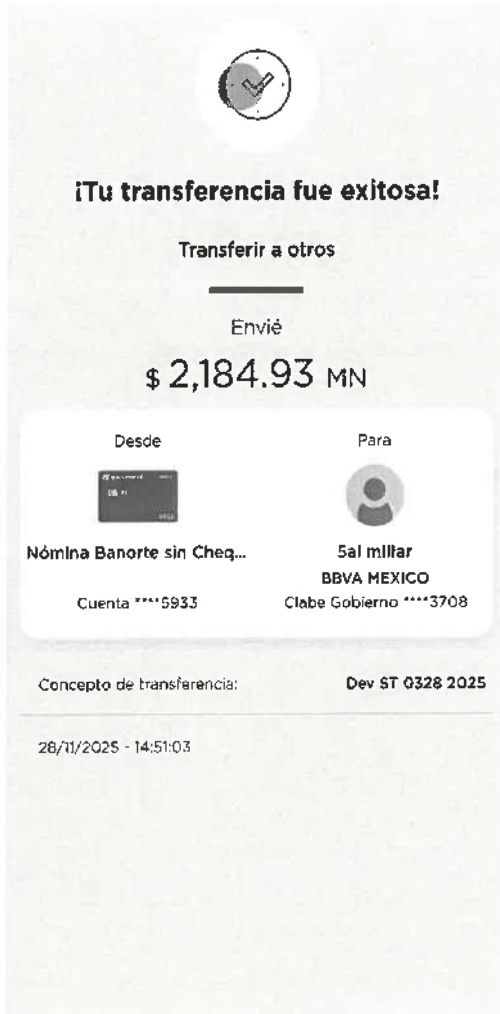 ¡Tu transferencia fue exitosa!
Transferir a otros
Envié
$ 2,184.93 MN
Desde
Para
Nómina Banorte sin Cheq...
5al millar
BBVA MEXICO
Cuenta ****5933
Clabe Gobierno ****3708
Concepto de transferencia:
Dev ST 0328 2025
28/11/2025 - 14:51:03